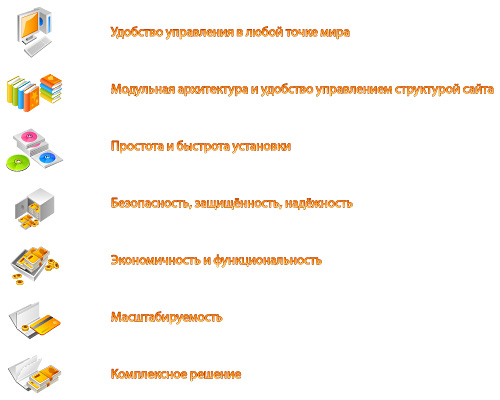 Удобство управления в любой точке мира
Модульная архитектура и удобство управлением структурой сайта
Простота и быстрота установки
Безопасность, защищённость, надёжность
Экономичность и функциональность
Масштабируемость
Комплексное решение